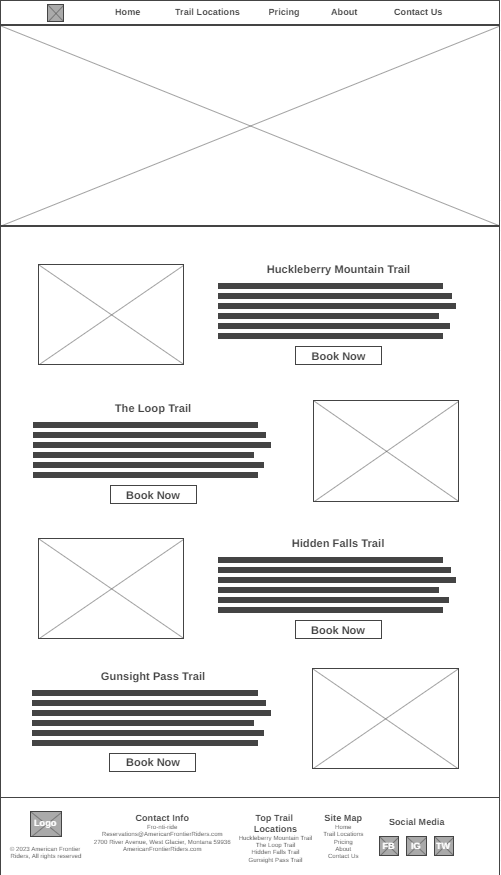 Home Trail Locations Pricing About Contact Us
Huckleberry Mountain Trail
Book Now
The Loop Trail
Book Now
Hidden Falls Trail
Book Now
Gunsight Pass Trail
Book Now
Logo
© 2023 American Frontier
Riders, All rights reserved
Contact Info
Fro-nti-ride
Reservations@AmericanFrontierRiders.com
2700 River Avenue, West Glacier, Montana 59936
AmericanFrontierRiders.com
Top Trail
Locations
Huckleberry Mountain Trail
The Loop Trail
Hidden Falls Trail
Gunsight Pass Trail
Site Map
Home
Trail Locations
Pricing
About
Contact Us
Social Media
FB IG TW